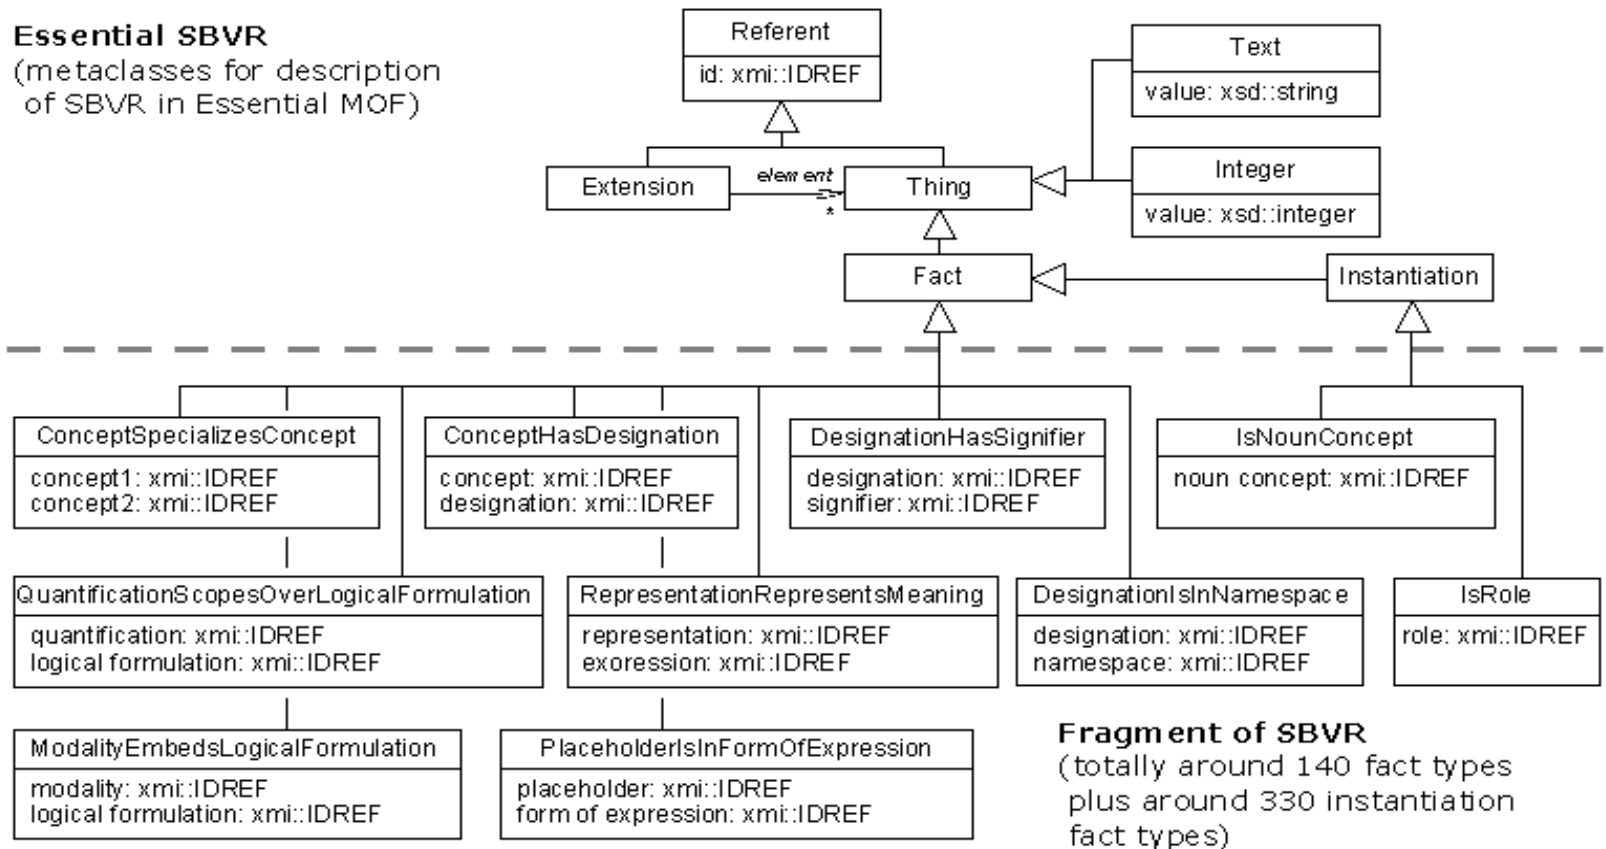 Essential SBVR
(metaclasses for description
of SBVR in Essential MOF)
Referent
id: xmi::IDREF
Text
value: xsd::string
Extension
element
*
Thing
Integer
value: xsd::integer
Fact
Instantiation
ConceptSpecializesConcept
concept1: xmi::IDREF
concept2: xmi::IDREF
ConceptHasDesignation
concept: xmi::IDREF
designation: xmi::IDREF
DesignationHasSignifier
designation: xmi::IDREF
signifier: xmi::IDREF
IsNounConcept
noun concept: xmi::IDREF
QuantificationScopesOverLogicalFormulation
quantification: xmi::IDREF
logical formulation: xmi::IDREF
RepresentationRepresentsMeaning
representation: xmi::IDREF
exoression: xmi::IDREF
DesignationIsInNamespace
designation: xmi::IDREF
namespace: xmi::IDREF
IsRole
role: xmi::IDREF
ModalityEmbedsLogicalFormulation
modality: xmi::IDREF
logical formulation: xmi::IDREF
PlaceholderIsInFormOfExpression
placeholder: xmi::IDREF
form of expression: xmi::IDREF
Fragment of SBVR
(totally around 140 fact types
plus around 330 instantiation
fact types)